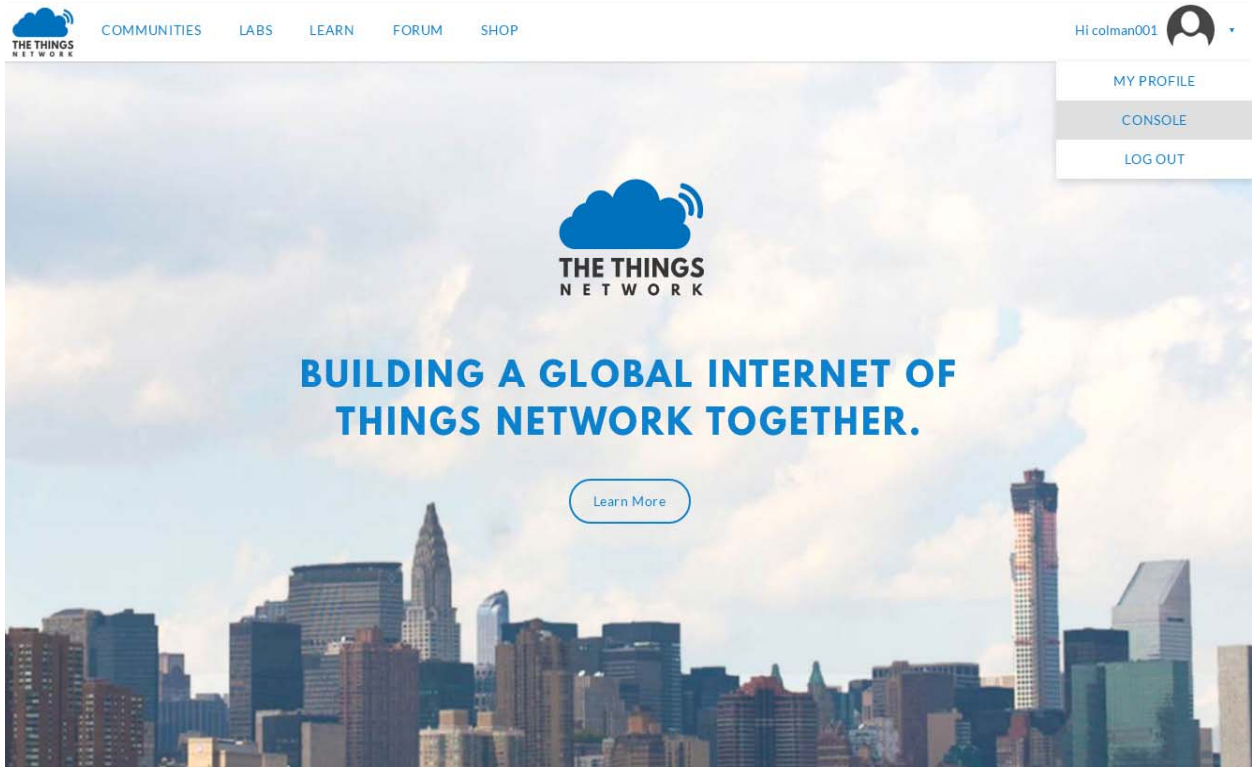 THE THINGS
NETWORK
COMMUNITIES LABS LEARN FORUM SHOP
Hi colman001
MY PROFILE
CONSOLE
LOG OUT
THE THINGS
NETWORK
BUILDING A GLOBAL INTERNET OF
THINGS NETWORK TOGETHER.
Learn More